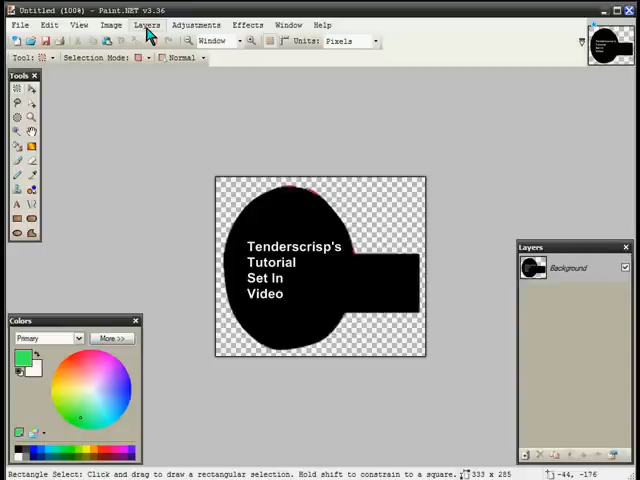 Untitled (100%) - Paint.NET v3.36
File Edit View Image Layers Adjustments Effects Window Help
Window Units: Pixels
Tool: Selection Mode: Normal
Tools
Tenderscrisp's
Tutorial
Set In
Video
Layers
Background
Colors
Primary More >>
Rectangle Select: Click and drag to draw a rectangular selection. Hold shift to constrain to a square. 333 x 285 -44, -176